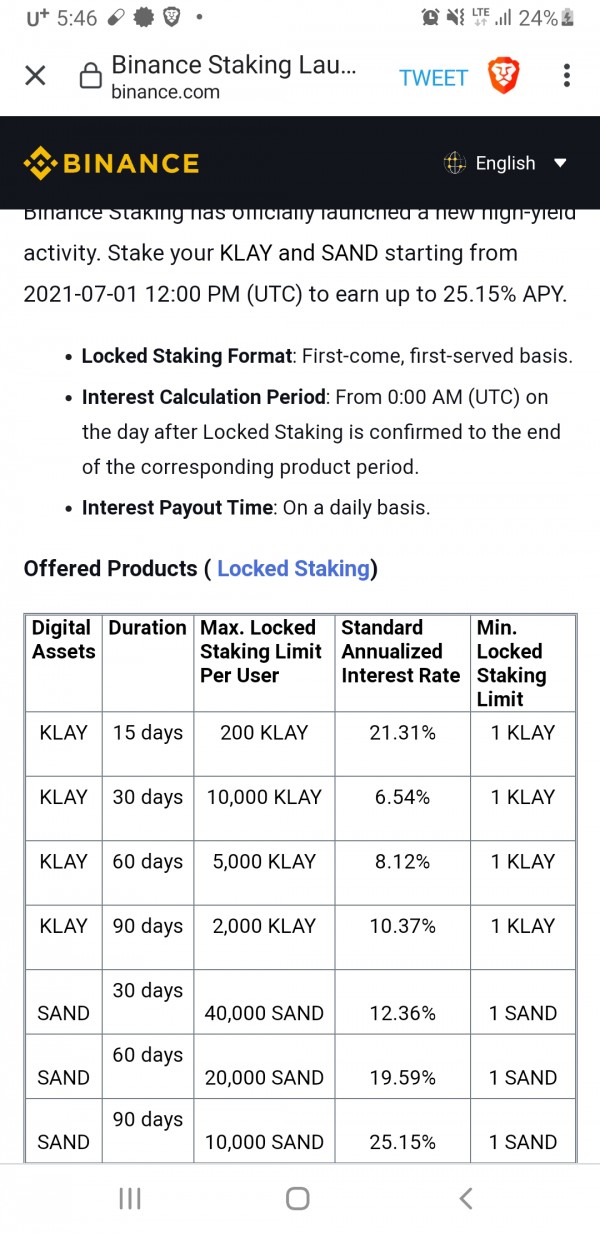 U+ 5:46 LTE 24%
Binance Staking Lau...
binance.com
TWEET
BINANCE English
Binance Staking has officially launched a new high-yield
activity. Stake your KLAY and SAND starting from
2021-07-01 12:00 PM (UTC) to earn up to 25.15% APY.
• Locked Staking Format: First-come, first-served basis.
• Interest Calculation Period: From 0:00 AM (UTC) on
the day after Locked Staking is confirmed to the end
of the corresponding product period.
• Interest Payout Time: On a daily basis.
Offered Products ( Locked Staking)
Digital Duration Max. Locked Standard Min.
Assets Staking Limit Annualized Locked
Per User Interest Rate Staking
Limit
KLAY 15 days 200 KLAY 21.31% 1 KLAY
KLAY 30 days 10,000 KLAY 6.54% 1 KLAY
KLAY 60 days 5,000 KLAY 8.12% 1 KLAY
KLAY 90 days 2,000 KLAY 10.37% 1 KLAY
30 days
SAND 40,000 SAND 12.36% 1 SAND
60 days
SAND 20,000 SAND 19.59% 1 SAND
90 days
SAND 10,000 SAND 25.15% 1 SAND